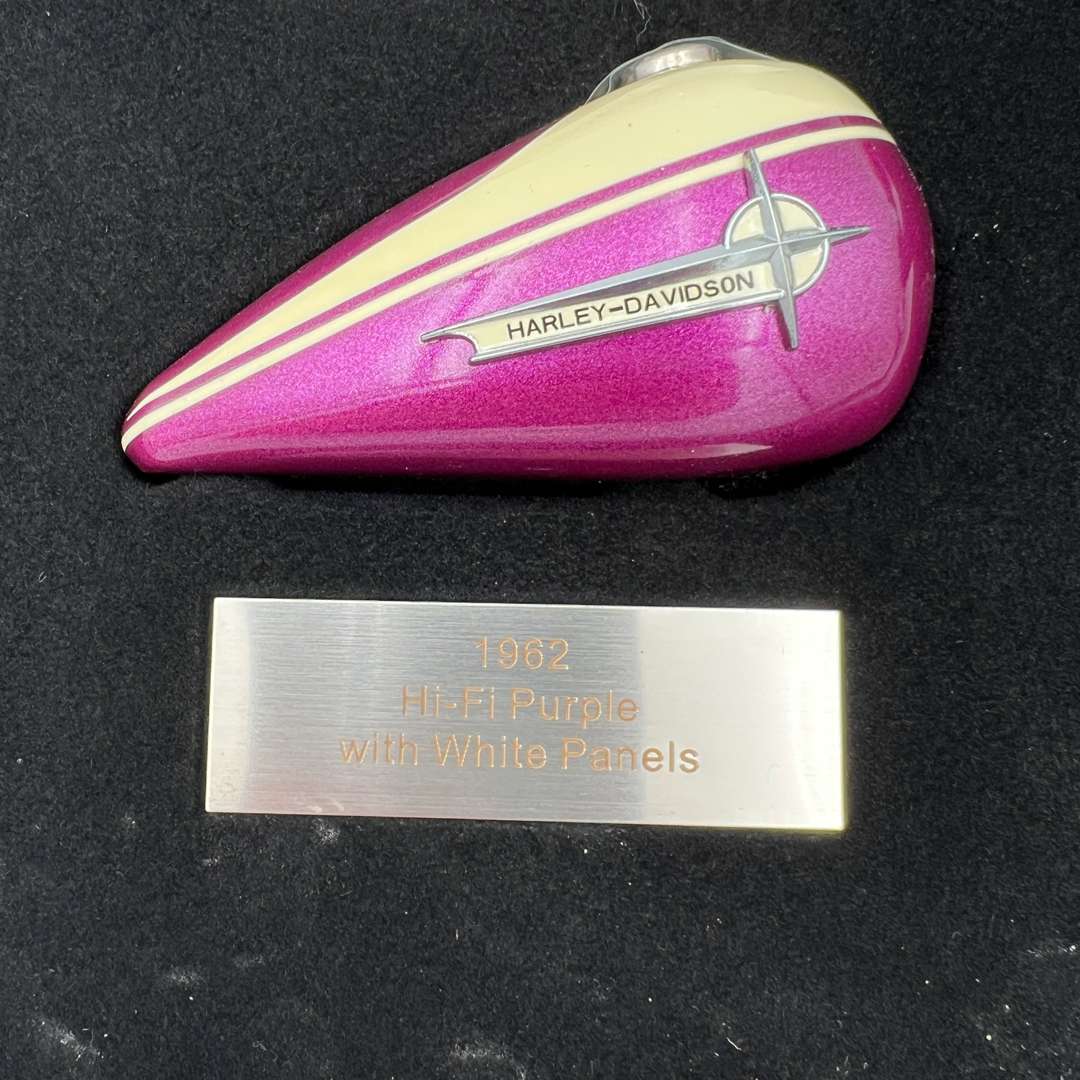 HARLEY-DAVIDSON
1962
Hi-Fi Purple
with White Panels